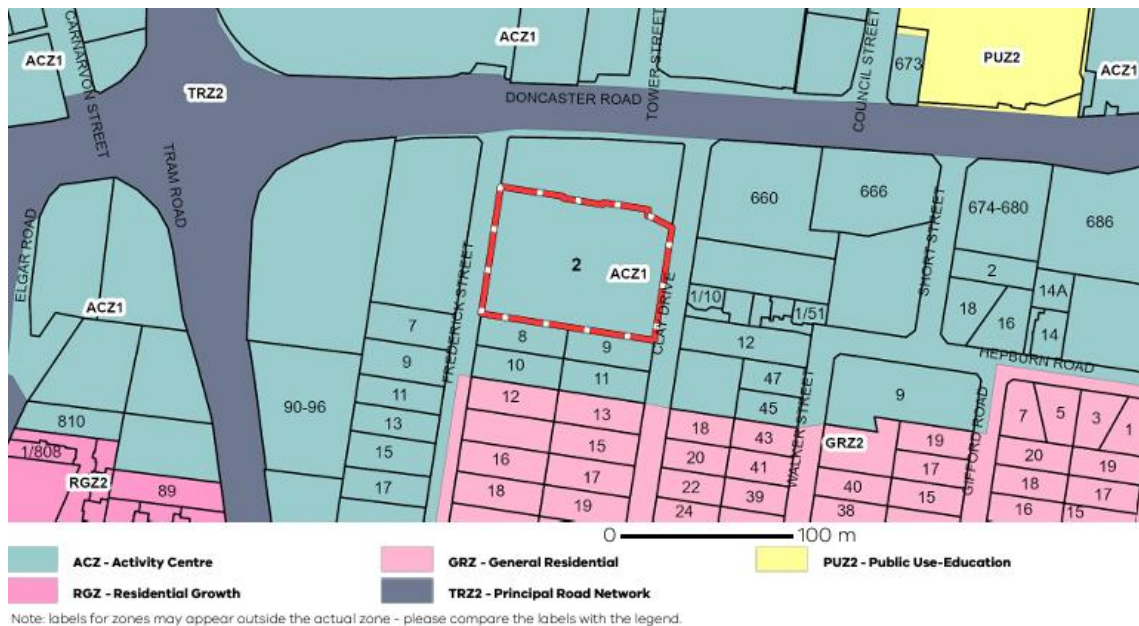 CARNARVON STREET
ACZ1
ACZ1
TOWER STREET
COUNCIL STREET
673
PUZ2
ACZ1
TRZ2
DONCASTER ROAD
TRAM ROAD
ELGAR ROAD
660
666
674-680
686
SHORT STREET
2
ACZ1
FREDERICK STREET
CLAY DRIVE
2
14A
18
16
14
1/10
1/51
ACZ1
7
8
9
12
HEPBURN ROAD
9
10
11
47
9
11
12
13
45
7
5
3
1
90-96
13
18
43
GRZ2
19
GIFFORD ROAD
810
15
15
20
41
WALKER STREET
17
20
19
1/808
16
17
22
39
40
15
18
17
RGZ2
89
17
18
19
24
38
16
15
0 100 m
ACZ - Activity Centre
GRZ - General Residential
PUZ2 - Public Use-Education
RGZ - Residential Growth
TRZ2 - Principal Road Network
Note: labels for zones may appear outside the actual zone - please compare the labels with the legend.